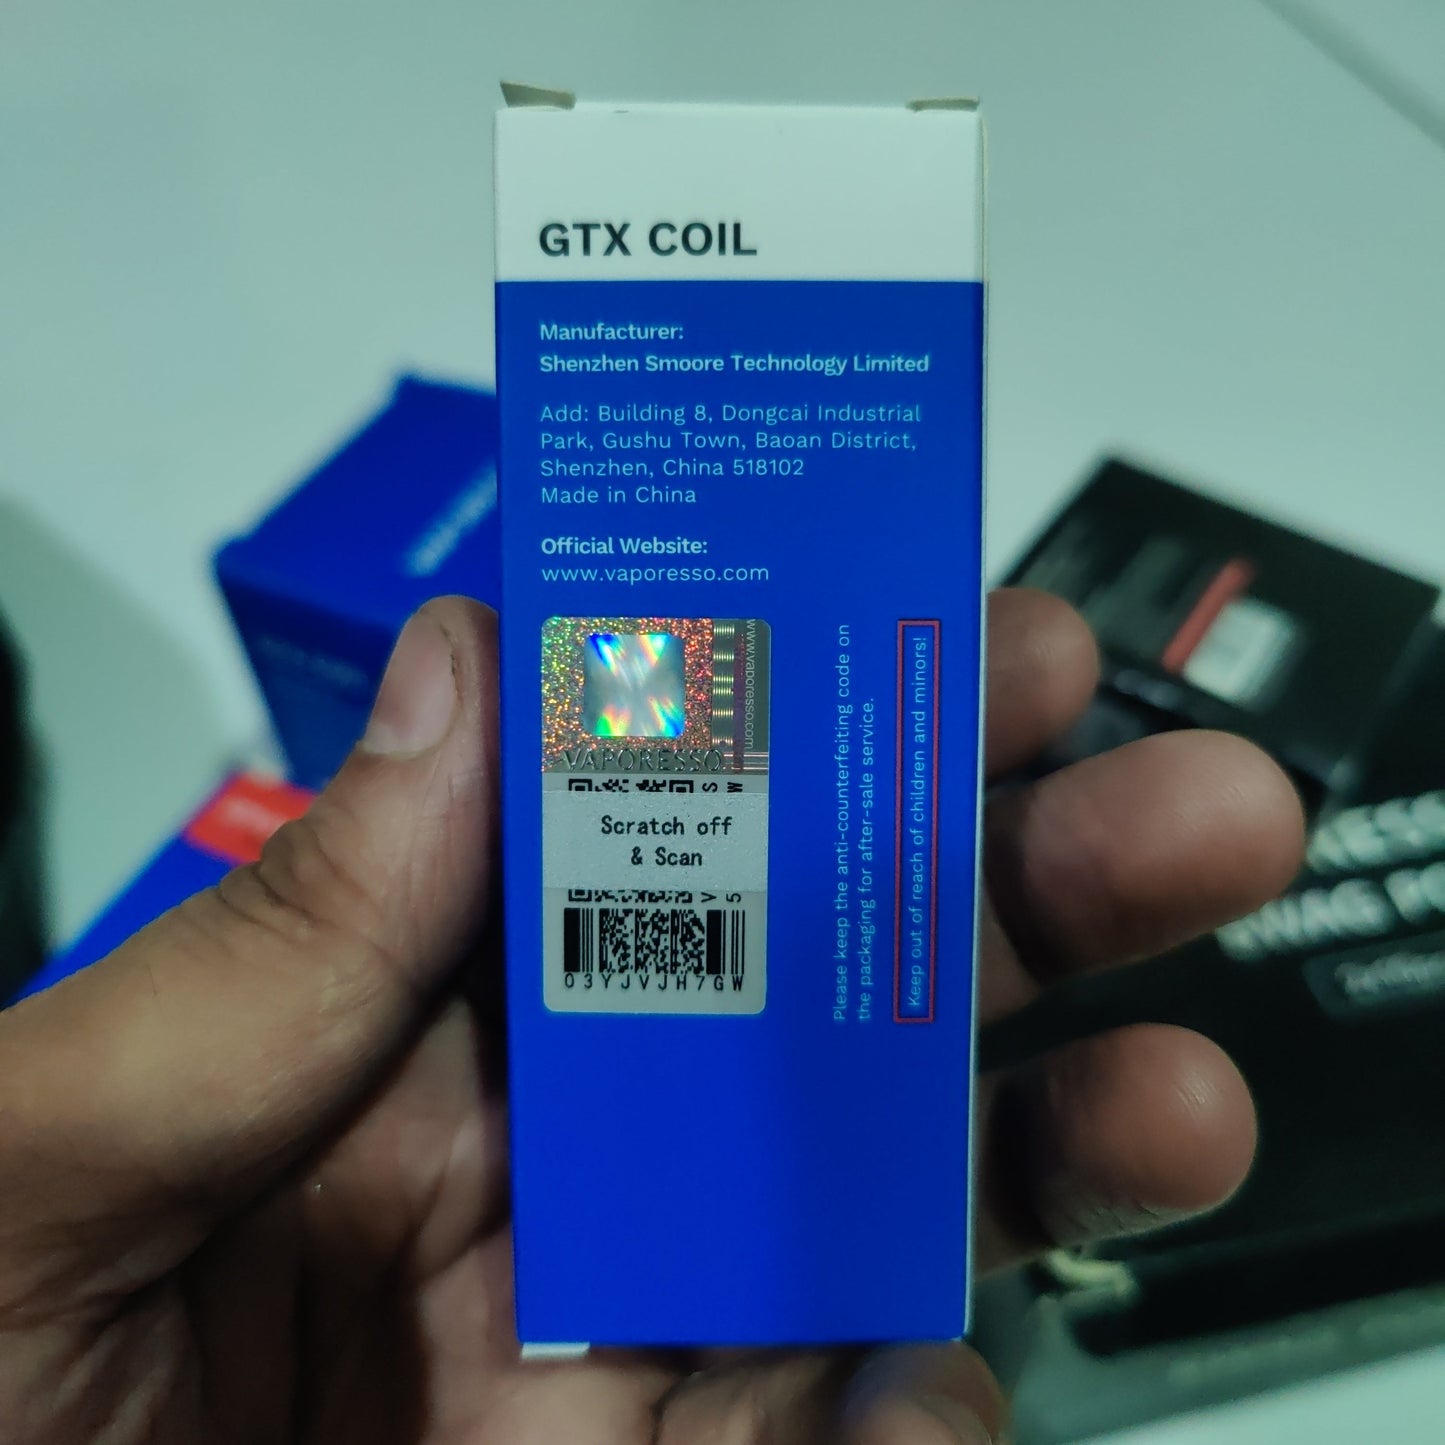 GTX COIL
Manufacturer:
Shenzhen Smoore Technology Limited
Add: Building 8, Dongcai Industrial
Park, Gushu Town, Baoan District,
Shenzhen, China 518102
Made in China
Official Website:
www.vaporesso.com
www.vaporesso.com
VAPORESSO
S
W
Scratch off
& Scan
V
5
03YJVJH7GW
Please keep the anti-counterfeiting code on
the packaging for after-sale service.
Keep out of reach of children and minors!
SWAG